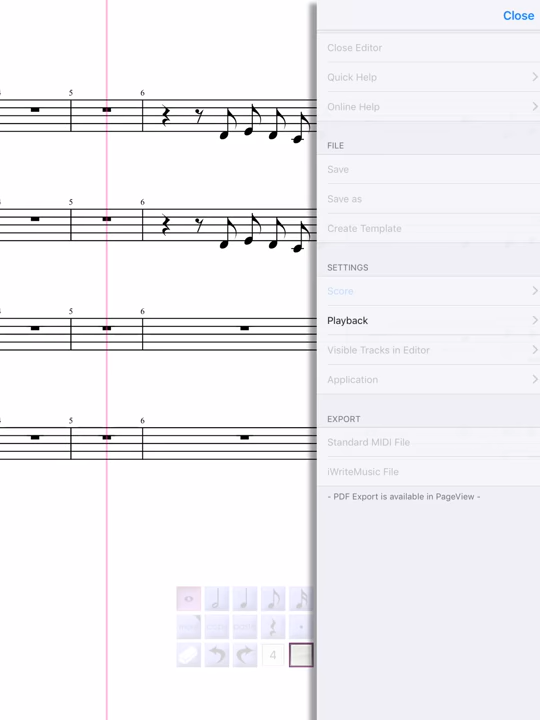 Close
Close Editor
Quick Help
Online Help
FILE
Save
Save as
Create Template
SETTINGS
Score
Playback
Visible Tracks in Editor
Application
EXPORT
Standard MIDI File
iWriteMusic File
- PDF Export is available in PageView -
5
6
5
6
5
6
5
6
4